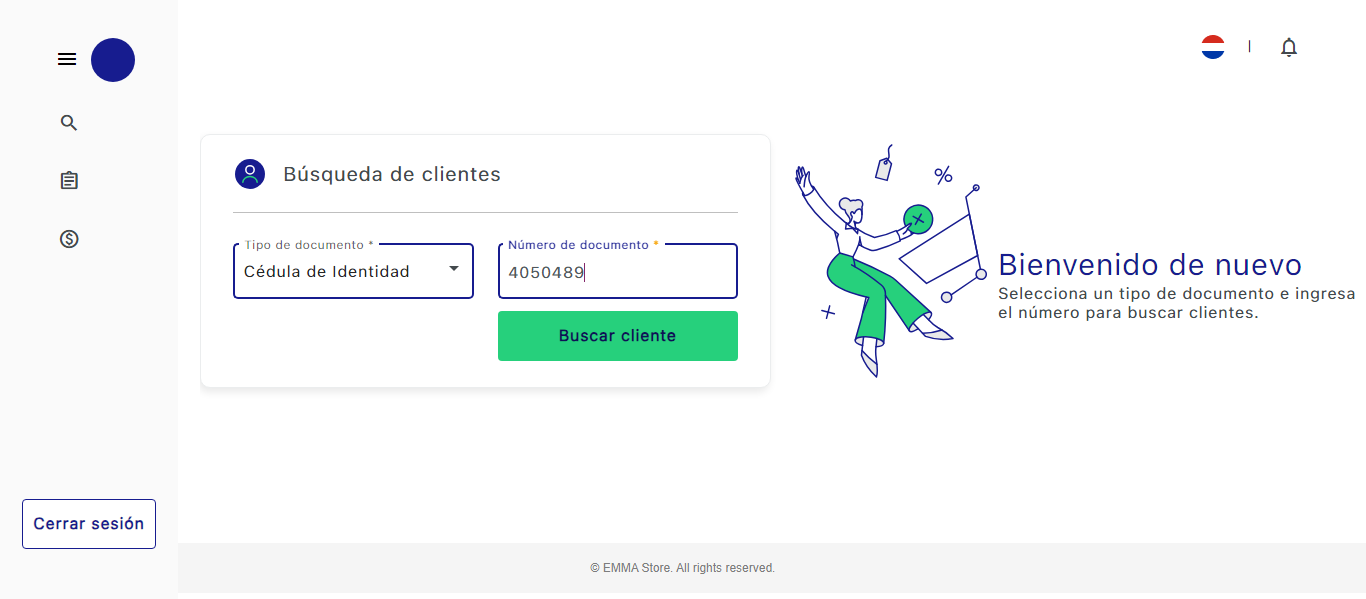 Búsqueda de clientes
Tipo de documento *
Cédula de Identidad
Número de documento *
4050489
Buscar cliente
Bienvenido de nuevo
Selecciona un tipo de documento e ingresa
el número para buscar clientes.
Cerrar sesión
© EMMA Store. All rights reserved.